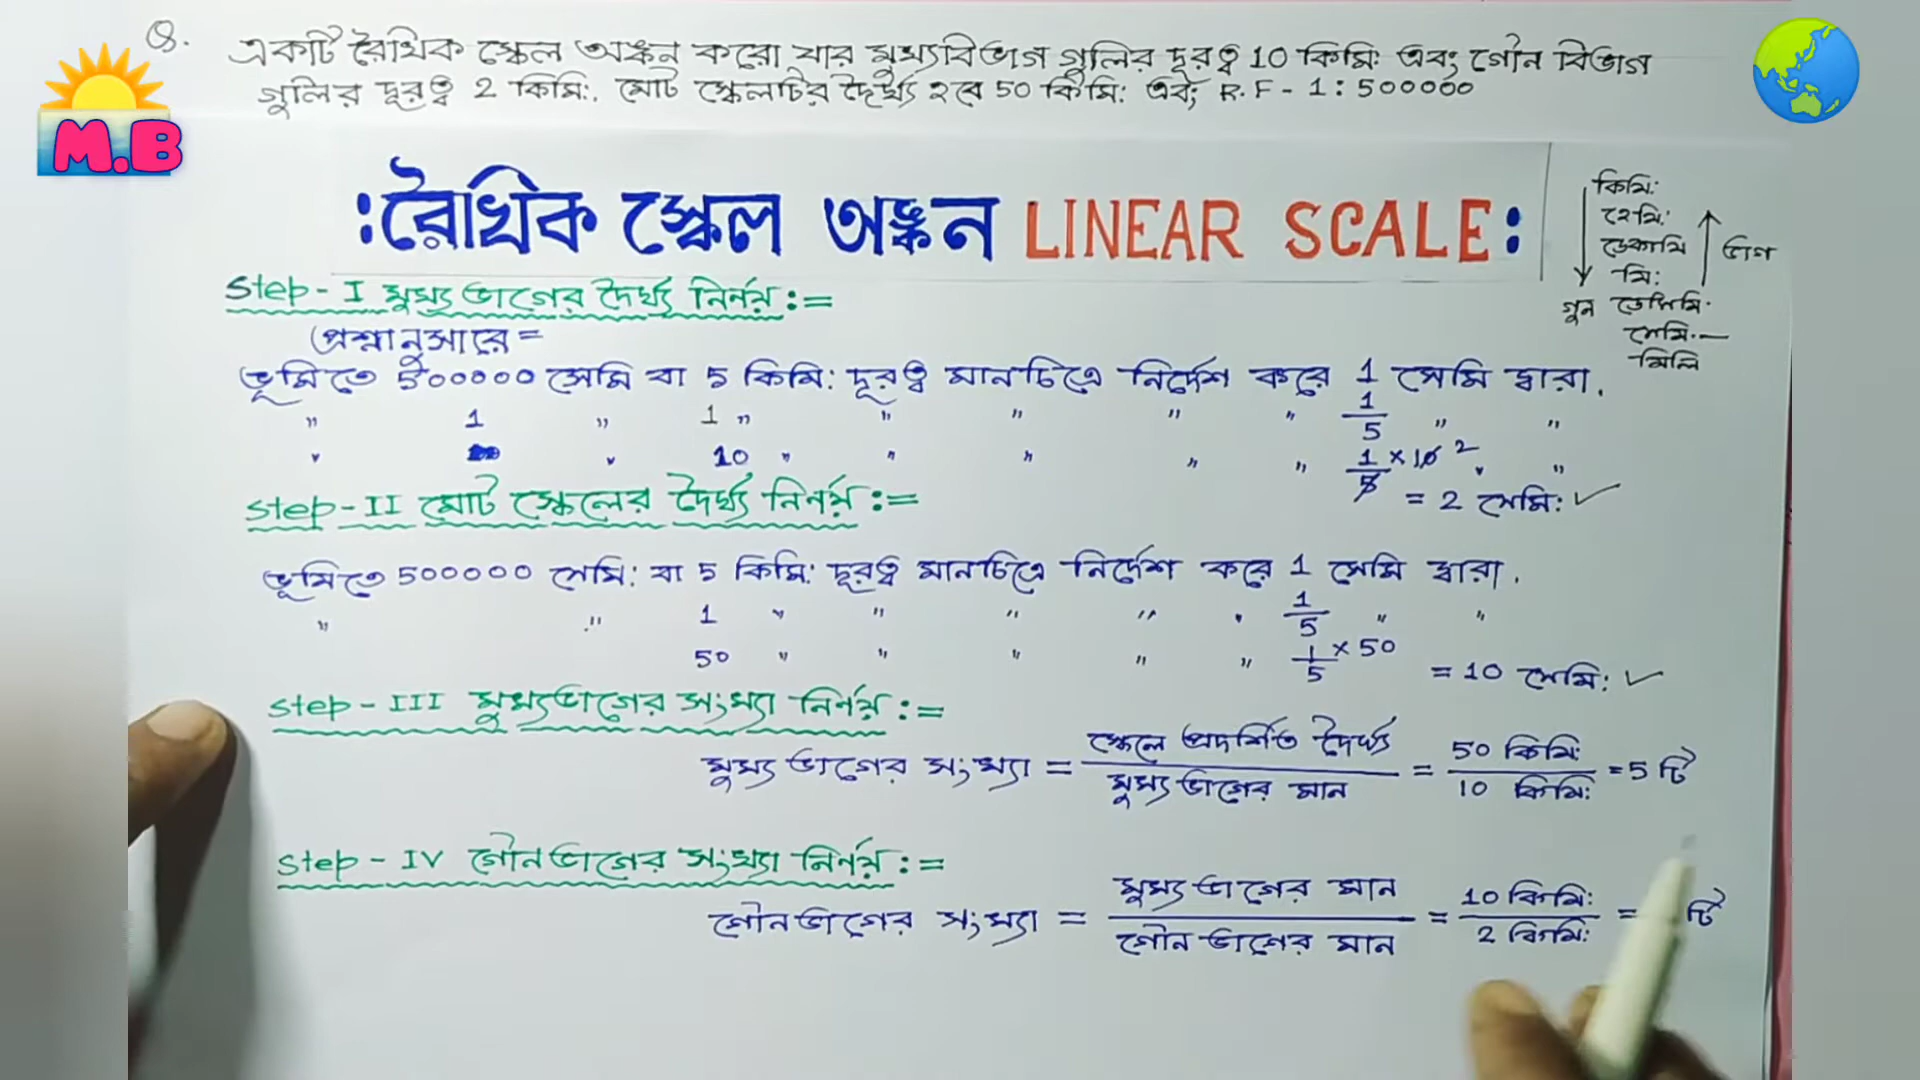 Q. একটি রৈখিক স্কেল অঙ্কন করো যার মুখ্যবিভাগ গুলির দূরত্ব 10 কিমি: এবং গৌন বিভাগ
গুলির দূরত্ব 2 কিমি:. মোট স্কেলটির দৈর্ঘ্য হবে 50 কিমি: এবং R.F - 1:500000
M.B
:রৈখিক স্কেল অঙ্কন LINEAR SCALE:
কিমি:
হেমি:
ডেকামি
মি:
ডেসিমি.
সেমি.
মিলি
গুন
ভাগ
Step-I মুখ্যভাগের দৈর্ঘ্য নির্নয়:=
প্রশ্নানুসারে =
ভূমিতে 500000 সেমি বা 5 কিমি: দূরত্ব মানচিত্রে নির্দেশ করে 1 সেমি দ্বারা.
" 1 " 1 " " " " " 1/5 " "
" " 10 " " " " " 1/5 × 10 2 " "
= 2 সেমি: ✓
Step-II মোট স্কেলের দৈর্ঘ্য নির্ণয়:=
ভূমিতে 500000 সেমি: বা 5 কিমি: দূরত্ব মানচিত্রে নির্দেশ করে 1 সেমি দ্বারা.
" " 1 " " " " " 1/5 " "
50 " " " " " 1/5 × 50 = 10 সেমি: ✓
Step-III মুখ্যভাগের সংখ্যা নির্ণয়:=
মুখ্য ভাগের সংখ্যা = স্কেলে প্রদর্শিত দৈর্ঘ্য / মুখ্য ভাগের মান = 50 কিমি: / 10 কিমি: = 5 টি
Step-IV গৌনভাগের সংখ্যা নির্ণয়:=
গৌনভাগের সংখ্যা = মুখ্য ভাগের মান / গৌন ভাগের মান = 10 কিমি: / 2 কিমি: = টি